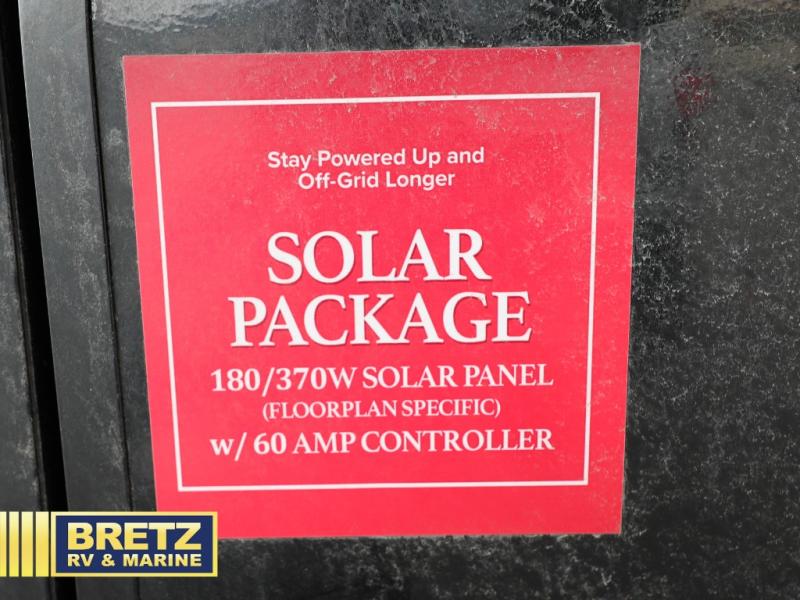 Stay Powered Up and
Off-Grid Longer
SOLAR
PACKAGE
180/370W SOLAR PANEL
(FLOORPLAN SPECIFIC)
w/ 60 AMP CONTROLLER
BRETZ
RV & MARINE